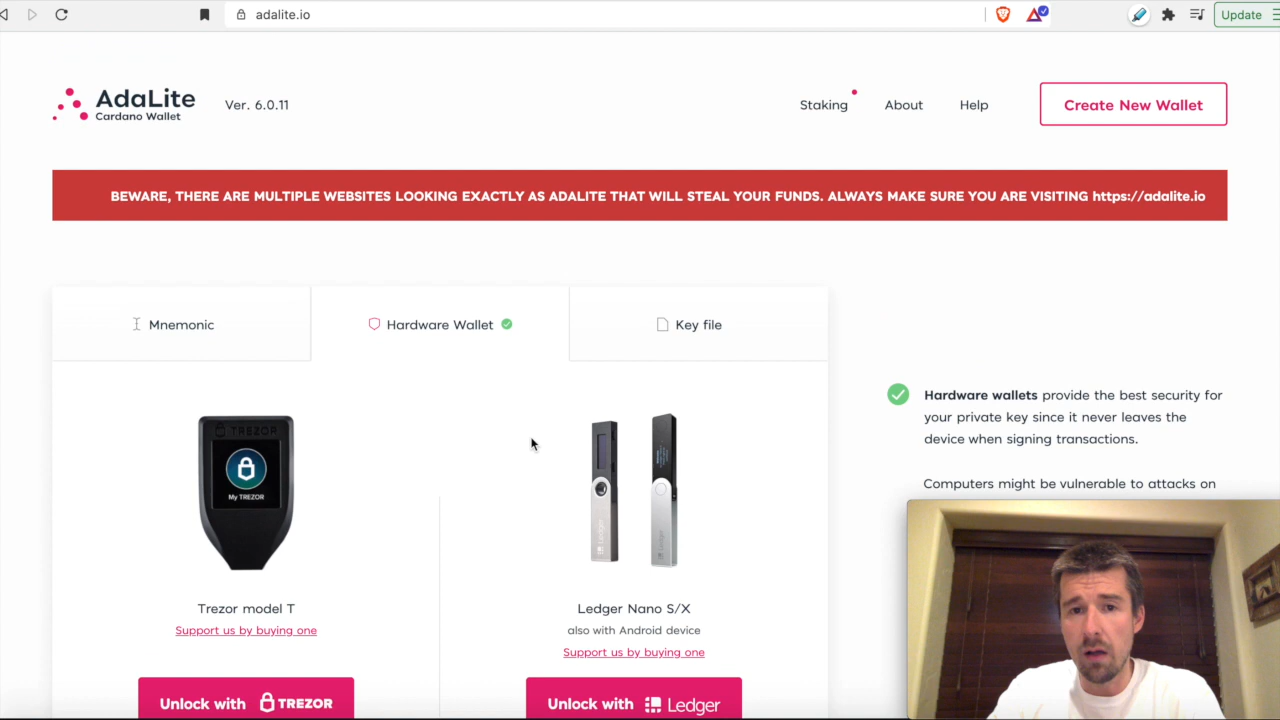 adalite.io
Update
AdaLite
Cardano Wallet
Ver. 6.0.11
Staking
About
Help
Create New Wallet
BEWARE, THERE ARE MULTIPLE WEBSITES LOOKING EXACTLY AS ADALITE THAT WILL STEAL YOUR FUNDS. ALWAYS MAKE SURE YOU ARE VISITING https://adalite.io
Mnemonic
Hardware Wallet
Key file
Hardware wallets provide the best security for
your private key since it never leaves the
device when signing transactions.
Computers might be vulnerable to attacks on
TREZOR
My TREZOR
Ledger
Ledger
Trezor model T
Support us by buying one
Ledger Nano S/X
also with Android device
Support us by buying one
Unlock with TREZOR
Unlock with Ledger